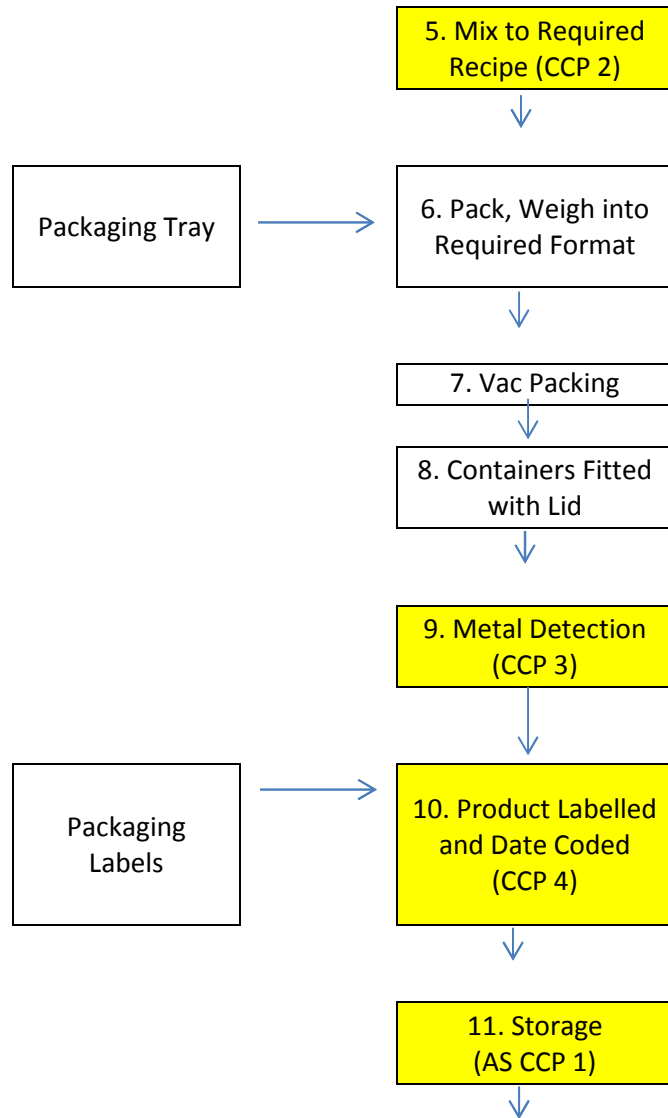 5. Mix to Required
Recipe (CCP 2)
Packaging Tray
6. Pack, Weigh into
Required Format
7. Vac Packing
8. Containers Fitted
with Lid
9. Metal Detection
(CCP 3)
Packaging
Labels
10. Product Labelled
and Date Coded
(CCP 4)
11. Storage
(AS CCP 1)